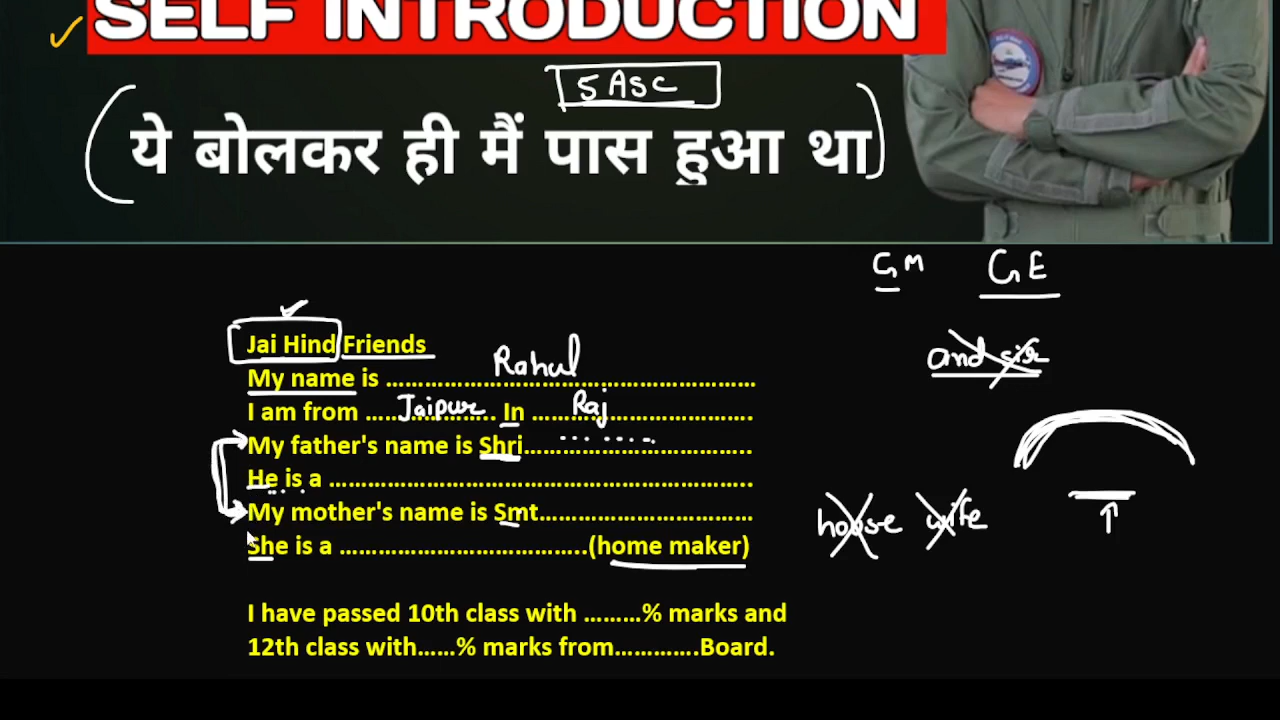 SELF INTRODUCTION
5 ASC
(ये बोलकर ही मैं पास हुआ था)
GM GE
and sir
Jai Hind Friends
My name is ................Rahul................
I am from .....Jaipur..... In .....Raj.....................
My father's name is Shri..................................
He is a ...............................................................
My mother's name is Smt................................
She is a ....................................(home maker)
house wife
I have passed 10th class with .........% marks and
12th class with......% marks from.............Board.